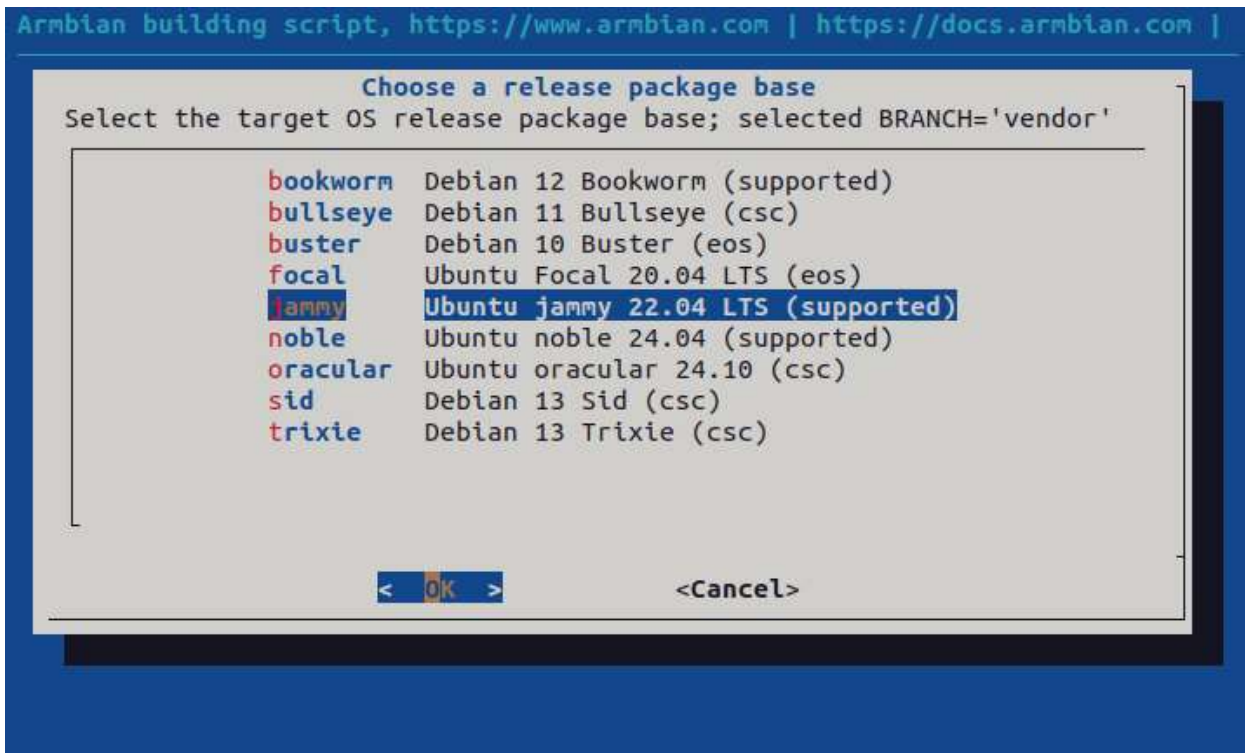 Armbian building script, https://www.armbian.com | https://docs.armbian.com |
Choose a release package base
Select the target OS release package base; selected BRANCH='vendor'
bookworm Debian 12 Bookworm (supported)
bullseye Debian 11 Bullseye (csc)
buster Debian 10 Buster (eos)
focal Ubuntu Focal 20.04 LTS (eos)
jammy Ubuntu jammy 22.04 LTS (supported)
noble Ubuntu noble 24.04 (supported)
oracular Ubuntu oracular 24.10 (csc)
sid Debian 13 Sid (csc)
trixie Debian 13 Trixie (csc)
< OK > <Cancel>